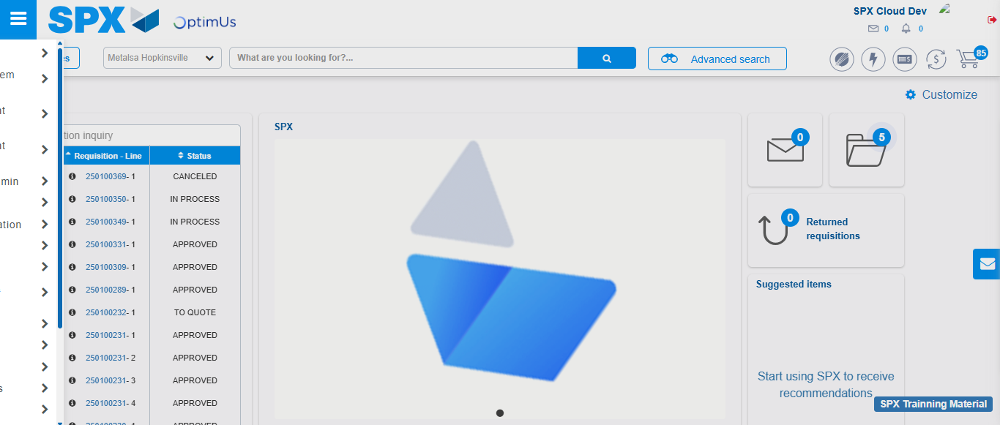 SPX
OptimUs
SPX Cloud Dev
0 0
es
Metalsa Hopkinsville
What are you looking for?...
Advanced search
85
em
nt
nt
min
ation
s
Customize
tion inquiry
Requisition - Line Status
250100369- 1 CANCELED
250100350- 1 IN PROCESS
250100349- 1 IN PROCESS
250100331- 1 APPROVED
250100309- 1 APPROVED
250100289- 1 APPROVED
250100232- 1 TO QUOTE
250100231- 1 APPROVED
250100231- 2 APPROVED
250100231- 3 APPROVED
250100231- 4 APPROVED
SPX
0
5
0
Returned
requisitions
Suggested items
Start using SPX to receive
recommendations
SPX Trainning Material